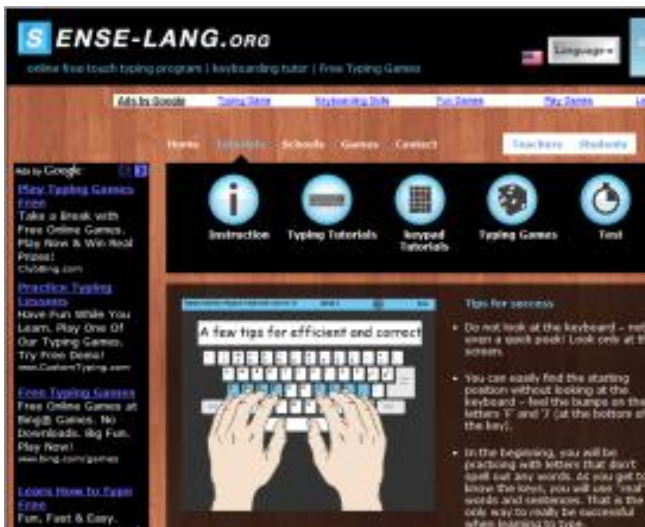 SENSE-LANG.ORG
online free touch typing program | keyboarding tutor | Free Typing Games
Language
Ads by Google Typing Game Keyboarding Skills Fun Games Play Games
Home Tutorials Schools Games Contact Teachers Students
Ads by Google
Play Typing Games
Free
Take a Break with
Free Online Games.
Play Now & Win Real
Prizes!
ClubBing.com
Practice Typing
Lessons
Have Fun While You
Learn. Play One Of
Our Typing Games.
Try Free Demo!
www.CustomTyping.com
Free Typing Games
Free Online Games at
Bing® Games. No
Downloads. Big Fun.
Play Now!
www.bing.com/games
Learn How to Type
Free
Fun, Fast & Easy.
Instruction Typing Tutorials keypad Typing Games Test
Tutorials
A few tips for efficient and correct
Tips for success
Do not look at the keyboard – not
even a quick peek! Look only at the
screen.
You can easily find the starting
position without looking at the
keyboard – feel the bumps on the
letters 'F' and 'J' (at the bottom of
the key).
In the beginning, you will be
practicing with letters that don't
spell out any words. As you get to
know the keys, you will use 'real'
words and sentences. That is the
only way to really be successful
when learning to type.